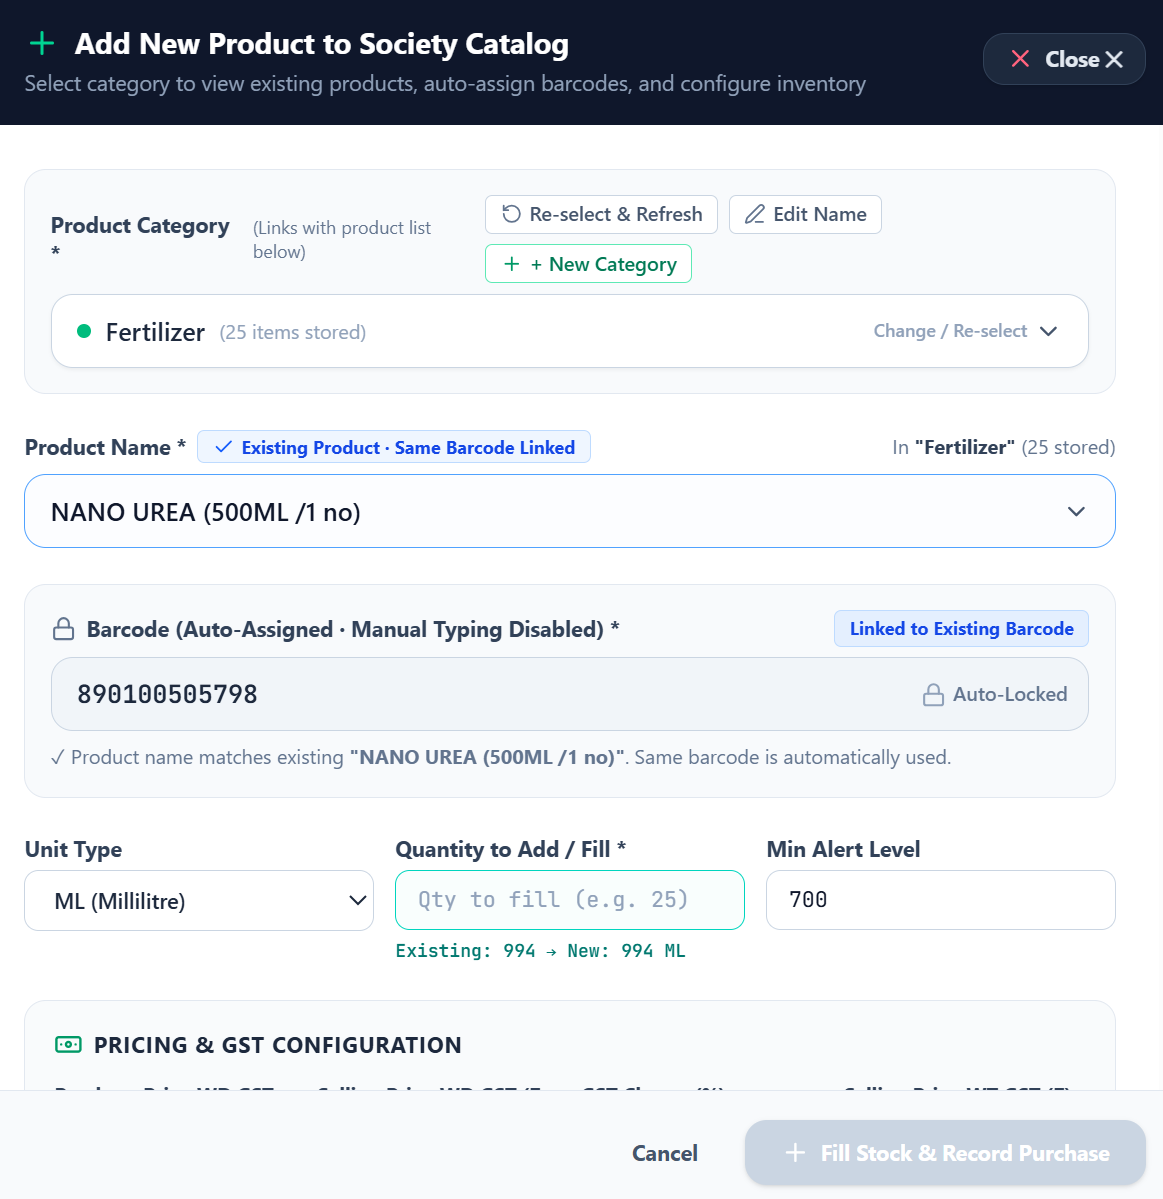 Add New Product to Society Catalog
Select category to view existing products, auto-assign barcodes, and configure inventory
Close
Product Category *
(Links with product list below)
Re-select & Refresh
Edit Name
+ New Category
Fertilizer (25 items stored)
Change / Re-select
Product Name *
Existing Product · Same Barcode Linked
In "Fertilizer" (25 stored)
NANO UREA (500ML /1 no)
Barcode (Auto-Assigned · Manual Typing Disabled) *
Linked to Existing Barcode
890100505798
Auto-Locked
✓ Product name matches existing "NANO UREA (500ML /1 no)". Same barcode is automatically used.
Unit Type
Quantity to Add / Fill *
Min Alert Level
ML (Millilitre)
Qty to fill (e.g. 25)
700
Existing: 994 → New: 994 ML
PRICING & GST CONFIGURATION
Cancel
Fill Stock & Record Purchase